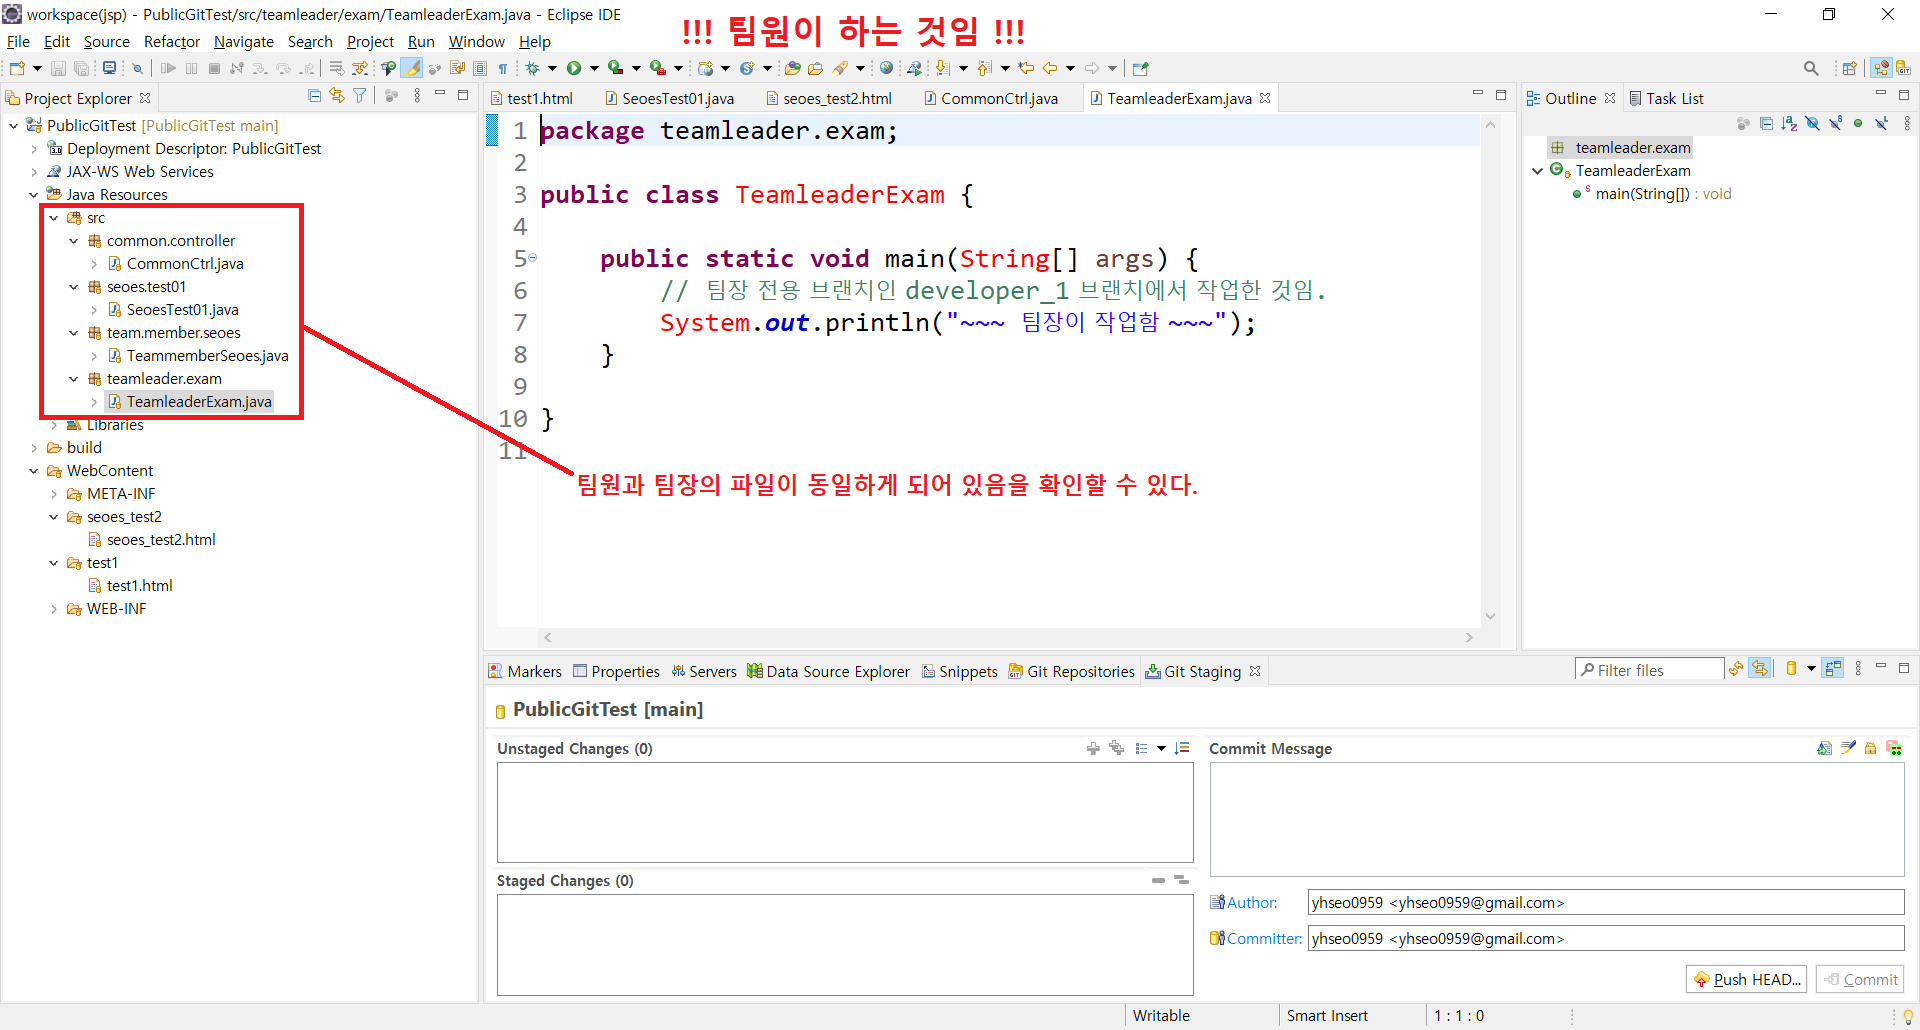 workspace(jsp) - PublicGitTest/src/teamleader/exam/TeamleaderExam.java - Eclipse IDE
!!! 팀원이 하는 것임 !!!
File Edit Source Refactor Navigate Search Project Run Window Help
Project Explorer
PublicGitTest [PublicGitTest main]
Deployment Descriptor: PublicGitTest
JAX-WS Web Services
Java Resources
src
common.controller
CommonCtrl.java
seoes.test01
SeoesTest01.java
team.member.seoes
TeammemberSeoes.java
teamleader.exam
TeamleaderExam.java
Libraries
build
WebContent
META-INF
seoes_test2
seoes_test2.html
test1
test1.html
WEB-INF
test1.html SeoesTest01.java seoes_test2.html CommonCtrl.java TeamleaderExam.java
1 package teamleader.exam;
2
3 public class TeamleaderExam {
4
5 public static void main(String[] args) {
6 // 팀장 전용 브랜치인 developer_1 브랜치에서 작업한 것임.
7 System.out.println("~~~ 팀장이 작업함 ~~~");
8 }
9
10 }
11
팀원과 팀장의 파일이 동일하게 되어 있음을 확인할 수 있다.
Outline Task List
teamleader.exam
TeamleaderExam
main(String[]) : void
Markers Properties Servers Data Source Explorer Snippets Git Repositories Git Staging
Filter files
PublicGitTest [main]
Unstaged Changes (0)
Staged Changes (0)
Commit Message
Author: yhseo0959 <yhseo0959@gmail.com>
Committer: yhseo0959 <yhseo0959@gmail.com>
Push HEAD... Commit
Writable Smart Insert 1 : 1 : 0